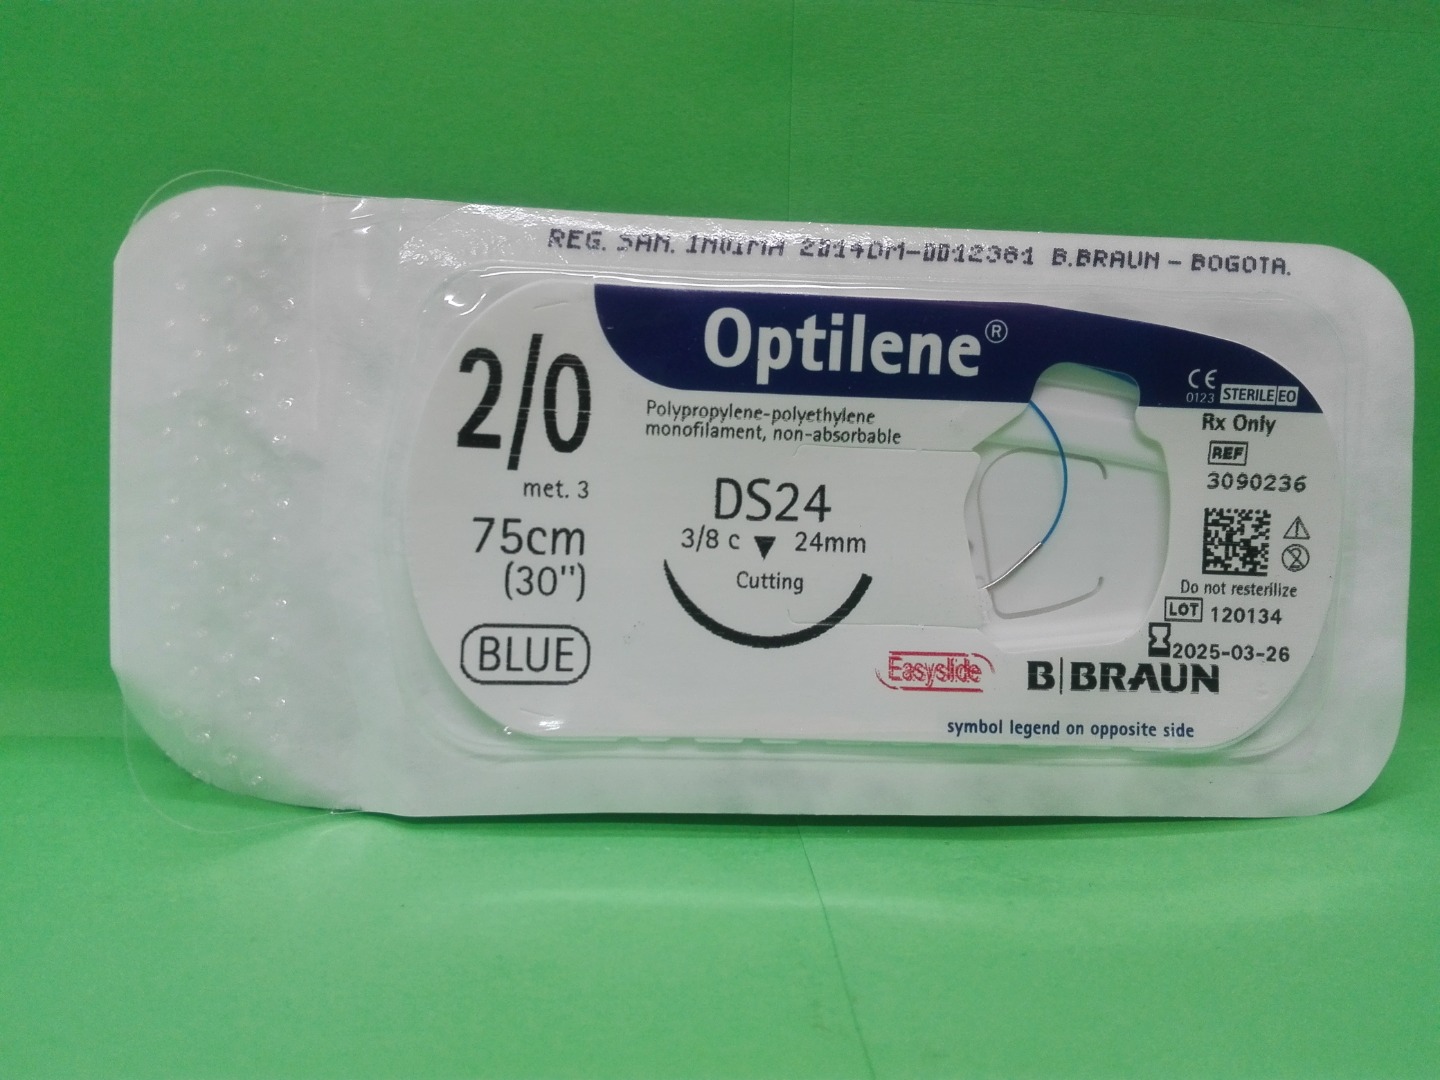 REG. SAN. INVIMA 2014DM-0012381 B.BRAUN - BOGOTA.
Optilene®
2/0
met. 3
75cm
(30")
BLUE
Polypropylene-polyethylene
monofilament, non-absorbable
DS24
3/8 c 24mm
Cutting
Easyslide
CE
0123 STERILE EO
Rx Only
REF
3090236
Do not resterilize
LOT 120134
2025-03-26
B|BRAUN
symbol legend on opposite side